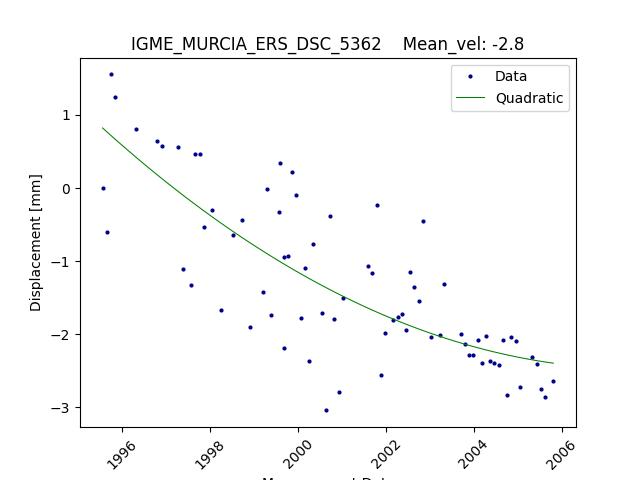 IGME_MURCIA_ERS_DSC_5362    Mean_vel: -2.8
Data
Quadratic
Displacement [mm]
1
0
−1
−2
−3
1996
1998
2000
2002
2004
2006